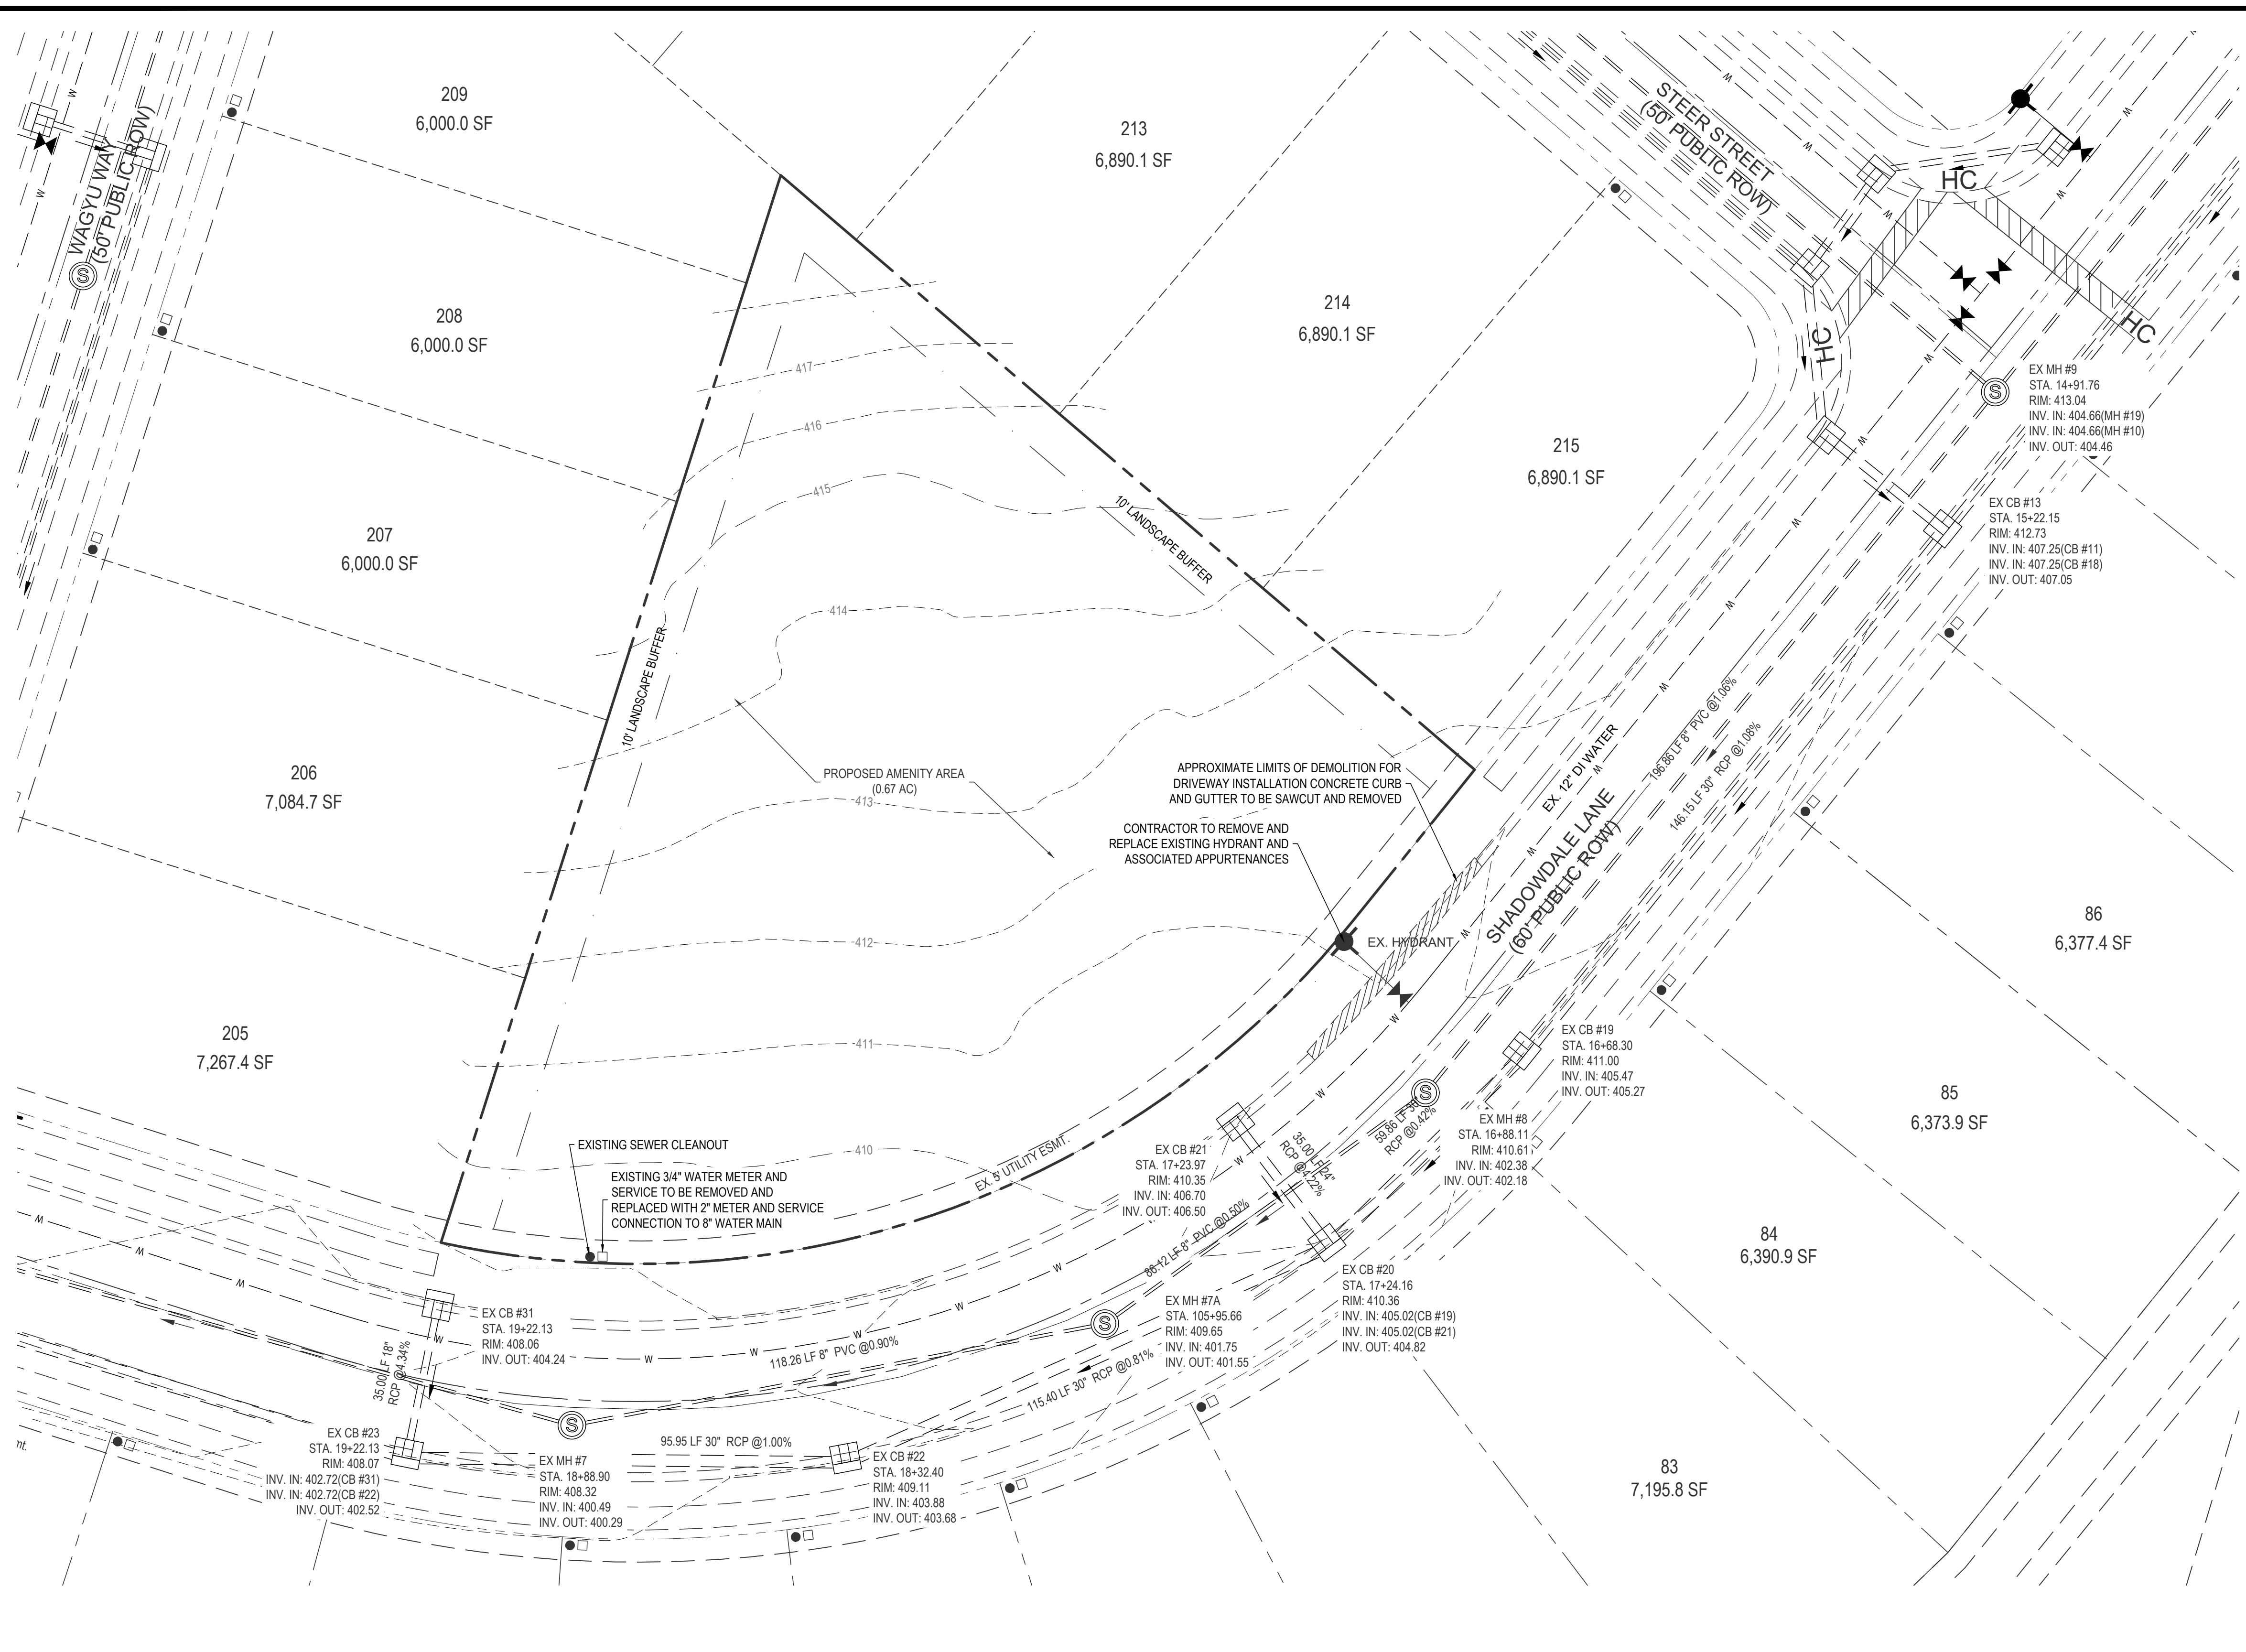 209
6,000.0 SF
213
6,890.1 SF
STEER STREET
(50' PUBLIC ROW)
WAGYU WAY
(50' PUBLIC ROW)
HC
HC
HC
208
6,000.0 SF
214
6,890.1 SF
417
416
415
414
413
412
411
410
EX MH #9
STA. 14+91.76
RIM: 413.04
INV. IN: 404.66(MH #19)
INV. IN: 404.66(MH #10)
INV. OUT: 404.46
215
6,890.1 SF
207
6,000.0 SF
10' LANDSCAPE BUFFER
10' LANDSCAPE BUFFER
EX CB #13
STA. 15+22.15
RIM: 412.73
INV. IN: 407.25(CB #11)
INV. IN: 407.25(CB #18)
INV. OUT: 407.05
206
7,084.7 SF
PROPOSED AMENITY AREA
(0.67 AC)
APPROXIMATE LIMITS OF DEMOLITION FOR
DRIVEWAY INSTALLATION CONCRETE CURB
AND GUTTER TO BE SAWCUT AND REMOVED
CONTRACTOR TO REMOVE AND
REPLACE EXISTING HYDRANT AND
ASSOCIATED APPURTENANCES
EX. HYDRANT
EX. 12" DI WATER
SHADOWDALE LANE
(60' PUBLIC ROW)
196.86 LF 8" PVC @1.06%
146.15 LF 30" RCP @1.08%
86
6,377.4 SF
205
7,267.4 SF
EX CB #19
STA. 16+68.30
RIM: 411.00
INV. IN: 405.47
INV. OUT: 405.27
85
6,373.9 SF
EX MH #8
STA. 16+88.11
RIM: 410.61
INV. IN: 402.38
INV. OUT: 402.18
59.86 LF 30"
RCP @0.42%
35.00 LF 24"
RCP @4.22%
EX CB #21
STA. 17+23.97
RIM: 410.35
INV. IN: 406.70
INV. OUT: 406.50
EX. 5' UTILITY ESMT.
EXISTING SEWER CLEANOUT
EXISTING 3/4" WATER METER AND
SERVICE TO BE REMOVED AND
REPLACED WITH 2" METER AND SERVICE
CONNECTION TO 8" WATER MAIN
84
6,390.9 SF
88.12 LF 8" PVC @0.50%
EX CB #20
STA. 17+24.16
RIM: 410.36
INV. IN: 405.02(CB #19)
INV. IN: 405.02(CB #21)
INV. OUT: 404.82
EX MH #7A
STA. 105+95.66
RIM: 409.65
INV. IN: 401.75
INV. OUT: 401.55
EX CB #31
STA. 19+22.13
RIM: 408.06
INV. OUT: 404.24
118.26 LF 8" PVC @0.90%
115.40 LF 30" RCP @0.81%
35.00 LF 18"
RCP @4.34%
EX CB #23
STA. 19+22.13
RIM: 408.07
INV. IN: 402.72(CB #31)
INV. IN: 402.72(CB #22)
INV. OUT: 402.52
95.95 LF 30" RCP @1.00%
EX MH #7
STA. 18+88.90
RIM: 408.32
INV. IN: 400.49
INV. OUT: 400.29
EX CB #22
STA. 18+32.40
RIM: 409.11
INV. IN: 403.88
INV. OUT: 403.68
83
7,195.8 SF